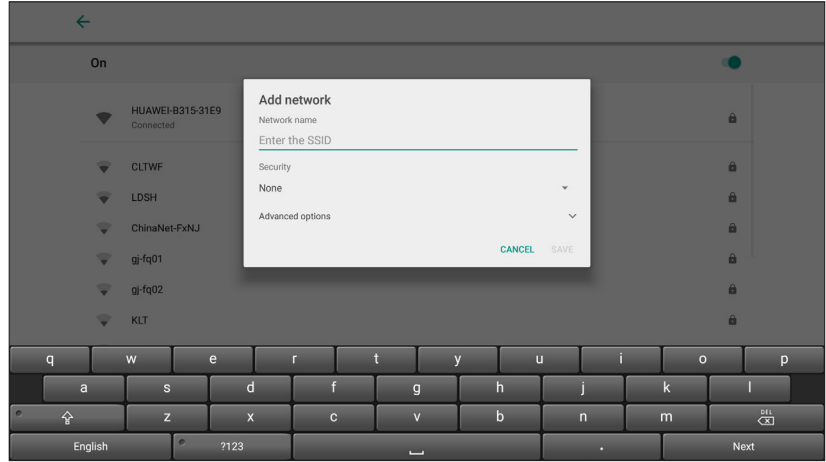 On
HUAWEI-B315-31E9
Connected
CLTWF
LDSH
ChinaNet-FxNJ
gj-fq01
gj-fq02
KLT
Add network
Network name
Enter the SSID
Security
None
Advanced options
CANCEL SAVE
q w e r t y u i o p
a s d f g h j k l
z x c v b n m DEL
English ?123 . Next